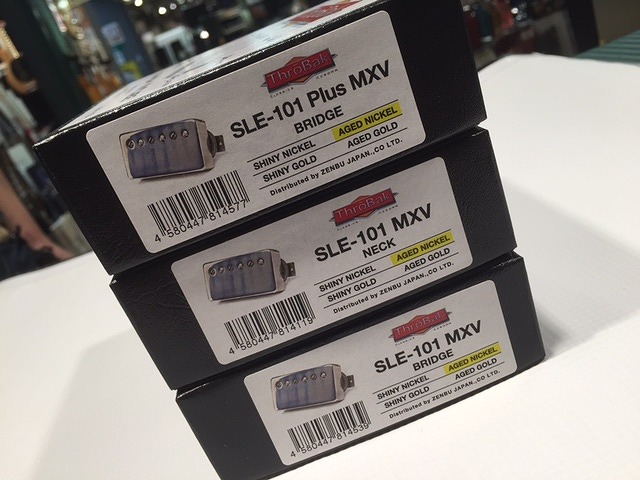 ThroBak
SLE-101 Plus MXV
BRIDGE
SHINY NICKEL AGED NICKEL
SHINY GOLD AGED GOLD
Distributed by ZENBU JAPAN.,CO LTD.
4 580447 814577
ThroBak
SLE-101 MXV
NECK
SHINY NICKEL AGED NICKEL
SHINY GOLD AGED GOLD
Distributed by ZENBU JAPAN.,CO LTD.
4 580447 814119
ThroBak
SLE-101 MXV
BRIDGE
SHINY NICKEL AGED NICKEL
SHINY GOLD AGED GOLD
Distributed by ZENBU JAPAN.,CO LTD.
4 580447 814539